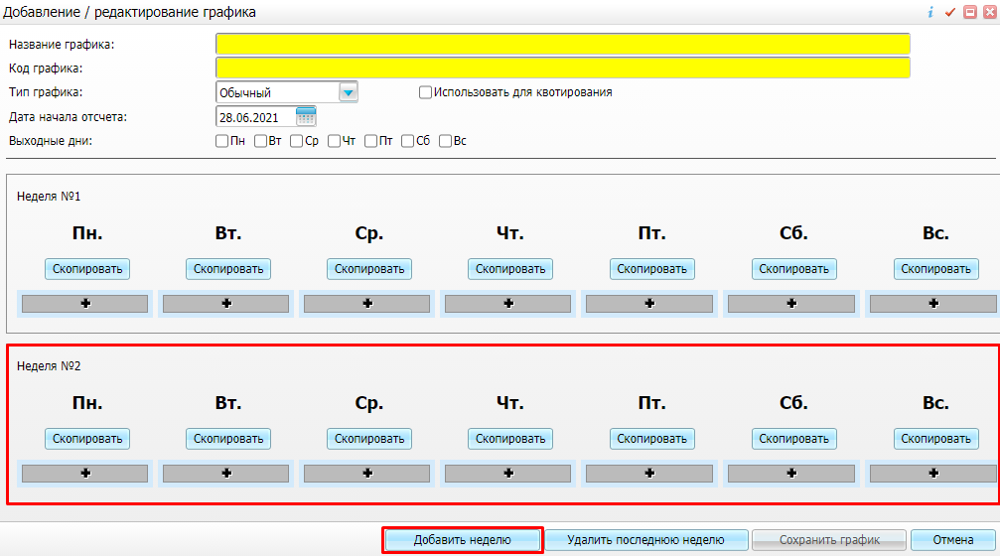 Добавление / редактирование графика
Название графика:
Код графика:
Тип графика: Обычный Использовать для квотирования
Дата начала отсчета: 28.06.2021
Выходные дни: Пн Вт Ср Чт Пт Сб Вс
Неделя №1
Пн. Вт. Ср. Чт. Пт. Сб. Вс.
Скопировать Скопировать Скопировать Скопировать Скопировать Скопировать Скопировать
+ + + + + + +
Неделя №2
Пн. Вт. Ср. Чт. Пт. Сб. Вс.
Скопировать Скопировать Скопировать Скопировать Скопировать Скопировать Скопировать
+ + + + + + +
Добавить неделю Удалить последнюю неделю Сохранить график Отмена